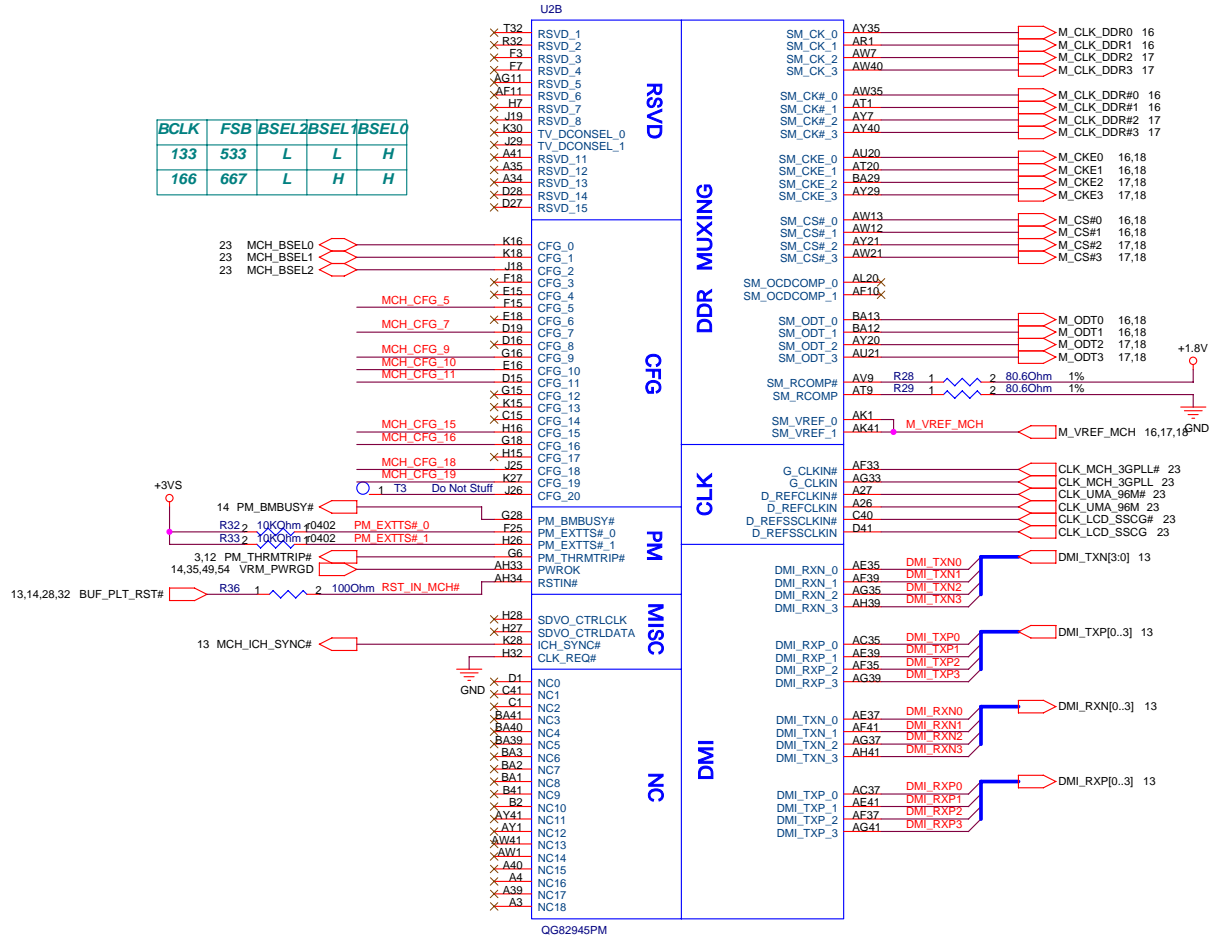 U2B
BCLK FSB BSEL2 BSEL1 BSEL0
133 533 L L H
166 667 L H H
T32 RSVD_1
R32 RSVD_2
F3 RSVD_3
F7 RSVD_4
AG11 RSVD_5
AF11 RSVD_6
H7 RSVD_7
J19 RSVD_8
K30 TV_DCONSEL_0
J29 TV_DCONSEL_1
A41 RSVD_11
A35 RSVD_12
A34 RSVD_13
D28 RSVD_14
D27 RSVD_15
RSVD
23 MCH_BSEL0 K16 CFG_0
23 MCH_BSEL1 K18 CFG_1
23 MCH_BSEL2 J18 CFG_2
F18 CFG_3
E15 CFG_4
MCH_CFG_5 F15 CFG_5
E18 CFG_6
MCH_CFG_7 D19 CFG_7
D16 CFG_8
MCH_CFG_9 G16 CFG_9
MCH_CFG_10 E16 CFG_10
MCH_CFG_11 D15 CFG_11
G15 CFG_12
K15 CFG_13
C15 CFG_14
MCH_CFG_15 H16 CFG_15
MCH_CFG_16 G18 CFG_16
H15 CFG_17
MCH_CFG_18 J25 CFG_18
MCH_CFG_19 K27 CFG_19
1 T3 Do Not Stuff J26 CFG_20
CFG
+3VS
14 PM_BMBUSY# G28 PM_BMBUSY#
R32 2 10KOhm 1 r0402 PM_EXTTS#_0 F25 PM_EXTTS#_0
R33 2 10KOhm 1 r0402 PM_EXTTS#_1 H26 PM_EXTTS#_1
3,12 PM_THRMTRIP# G6 PM_THRMTRIP#
14,35,49,54 VRM_PWRGD AH33 PWROK
13,14,28,32 BUF_PLT_RST# R36 1 2 100Ohm RST_IN_MCH# AH34 RSTIN#
PM
H28 SDVO_CTRLCLK
H27 SDVO_CTRLDATA
13 MCH_ICH_SYNC# K28 ICH_SYNC#
H32 CLK_REQ#
GND
MISC
D1 NC0
C41 NC1
C1 NC2
BA41 NC3
BA40 NC4
BA39 NC5
BA3 NC6
BA2 NC7
BA1 NC8
B41 NC9
B2 NC10
AY41 NC11
AY1 NC12
AW41 NC13
AW1 NC14
A40 NC15
A4 NC16
A39 NC17
A3 NC18
NC
SM_CK_0 AY35 M_CLK_DDR0 16
SM_CK_1 AR1 M_CLK_DDR1 16
SM_CK_2 AW7 M_CLK_DDR2 17
SM_CK_3 AW40 M_CLK_DDR3 17
SM_CK#_0 AW35 M_CLK_DDR#0 16
SM_CK#_1 AT1 M_CLK_DDR#1 16
SM_CK#_2 AY7 M_CLK_DDR#2 17
SM_CK#_3 AY40 M_CLK_DDR#3 17
SM_CKE_0 AU20 M_CKE0 16,18
SM_CKE_1 AT20 M_CKE1 16,18
SM_CKE_2 BA29 M_CKE2 17,18
SM_CKE_3 AY29 M_CKE3 17,18
SM_CS#_0 AW13 M_CS#0 16,18
SM_CS#_1 AW12 M_CS#1 16,18
SM_CS#_2 AY21 M_CS#2 17,18
SM_CS#_3 AW21 M_CS#3 17,18
SM_OCDCOMP_0 AL20
SM_OCDCOMP_1 AF10
SM_ODT_0 BA13 M_ODT0 16,18
SM_ODT_1 BA12 M_ODT1 16,18
SM_ODT_2 AY20 M_ODT2 17,18
SM_ODT_3 AU21 M_ODT3 17,18
+1.8V
SM_RCOMP# AV9 R28 1 2 80.6Ohm 1%
SM_RCOMP AT9 R29 1 2 80.6Ohm 1%
GND
SM_VREF_0 AK1
SM_VREF_1 AK41 M_VREF_MCH M_VREF_MCH 16,17,18
DDR MUXING
G_CLKIN# AF33 CLK_MCH_3GPLL# 23
G_CLKIN AG33 CLK_MCH_3GPLL 23
D_REFCLKIN# A27 CLK_UMA_96M# 23
D_REFCLKIN A26 CLK_UMA_96M 23
D_REFSSCLKIN# C40 CLK_LCD_SSCG# 23
D_REFSSCLKIN D41 CLK_LCD_SSCG 23
CLK
DMI_RXN_0 AE35 DMI_TXN0 DMI_TXN[3:0] 13
DMI_RXN_1 AF39 DMI_TXN1
DMI_RXN_2 AG35 DMI_TXN2
DMI_RXN_3 AH39 DMI_TXN3
DMI_RXP_0 AC35 DMI_TXP0 DMI_TXP[0..3] 13
DMI_RXP_1 AE39 DMI_TXP1
DMI_RXP_2 AF35 DMI_TXP2
DMI_RXP_3 AG39 DMI_TXP3
DMI_TXN_0 AE37 DMI_RXN0 DMI_RXN[0..3] 13
DMI_TXN_1 AF41 DMI_RXN1
DMI_TXN_2 AG37 DMI_RXN2
DMI_TXN_3 AH41 DMI_RXN3
DMI_TXP_0 AC37 DMI_RXP0 DMI_RXP[0..3] 13
DMI_TXP_1 AE41 DMI_RXP1
DMI_TXP_2 AF37 DMI_RXP2
DMI_TXP_3 AG41 DMI_RXP3
DMI
QG82945PM